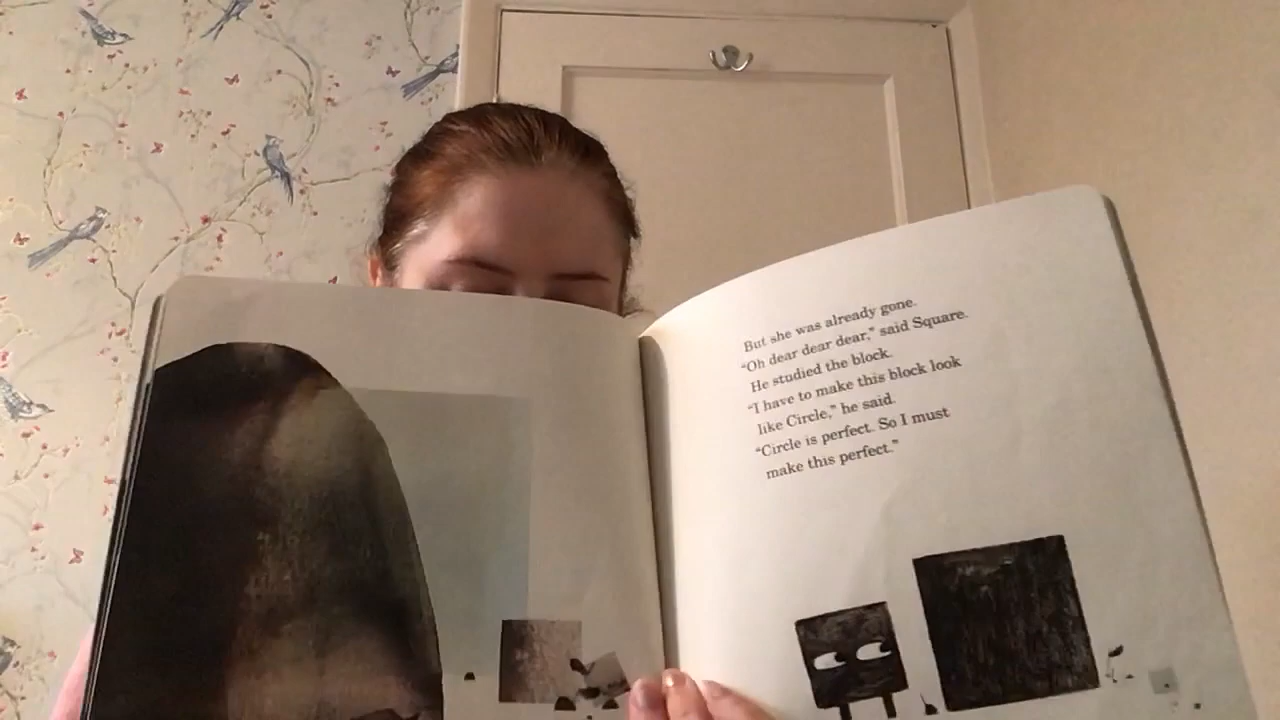 But she was already gone.
“Oh dear dear dear,” said Square.
He studied the block.
“I have to make this block look
like Circle,” he said.
“Circle is perfect. So I must
make this perfect.”